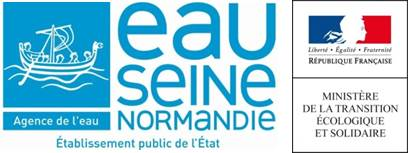 eau
SEINE
NORMANDIE
Agence de l'eau
Établissement public de l'État
Liberté • Égalité • Fraternité
RÉPUBLIQUE FRANÇAISE
MINISTÈRE
DE LA TRANSITION
ÉCOLOGIQUE
ET SOLIDAIRE